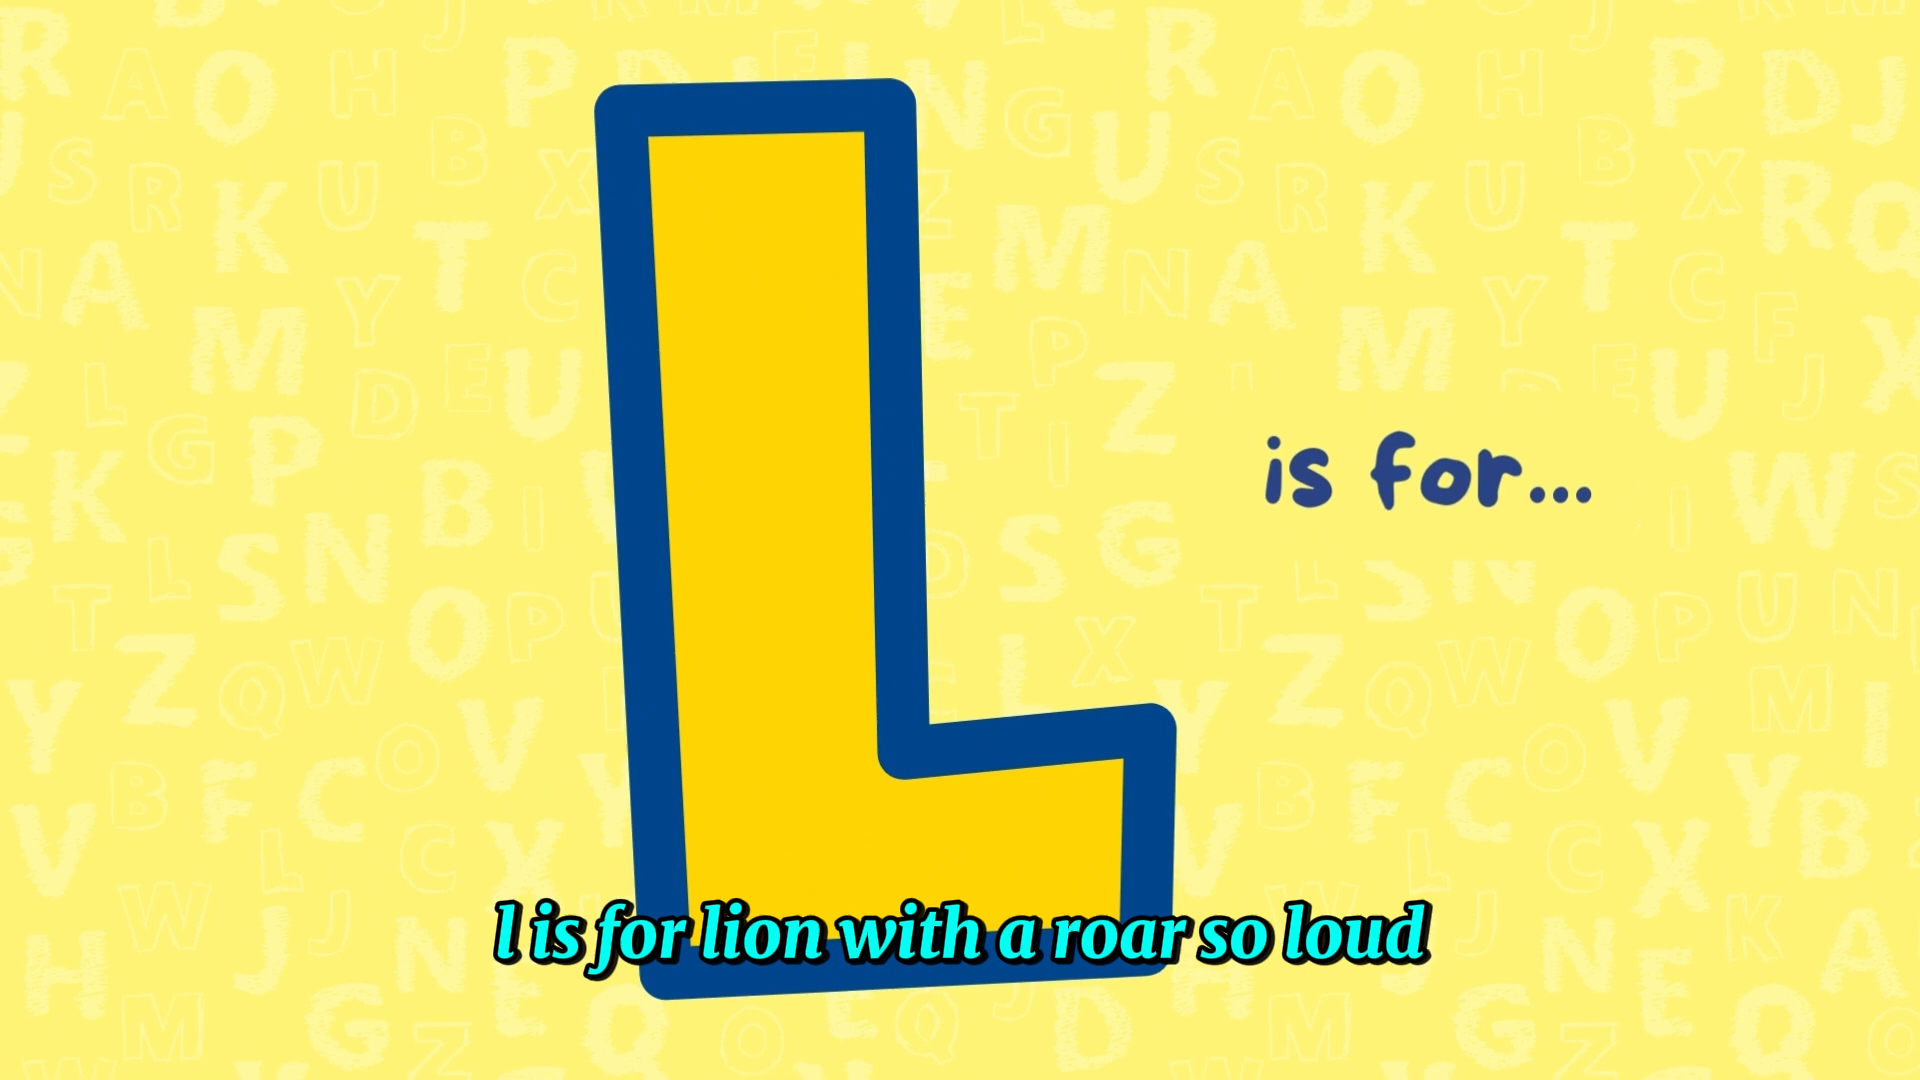 L
is for...
l is for lion with a roar so loud